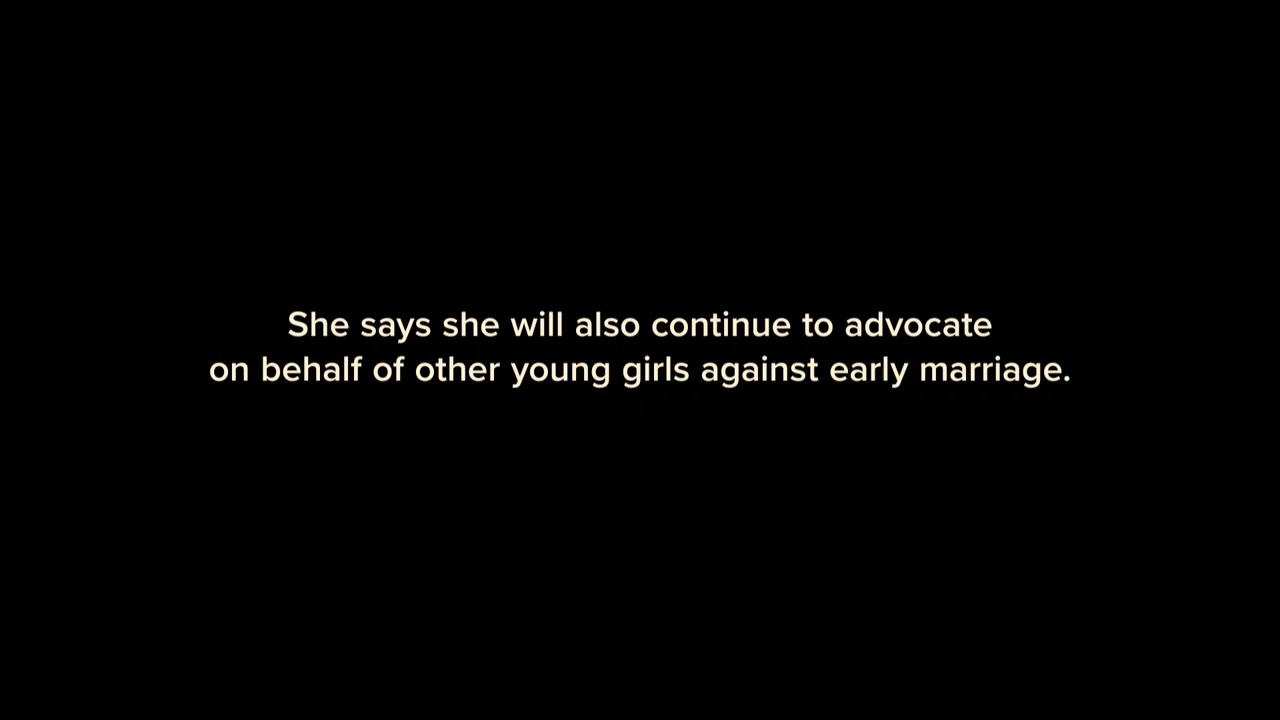 She says she will also continue to advocate
on behalf of other young girls against early marriage.